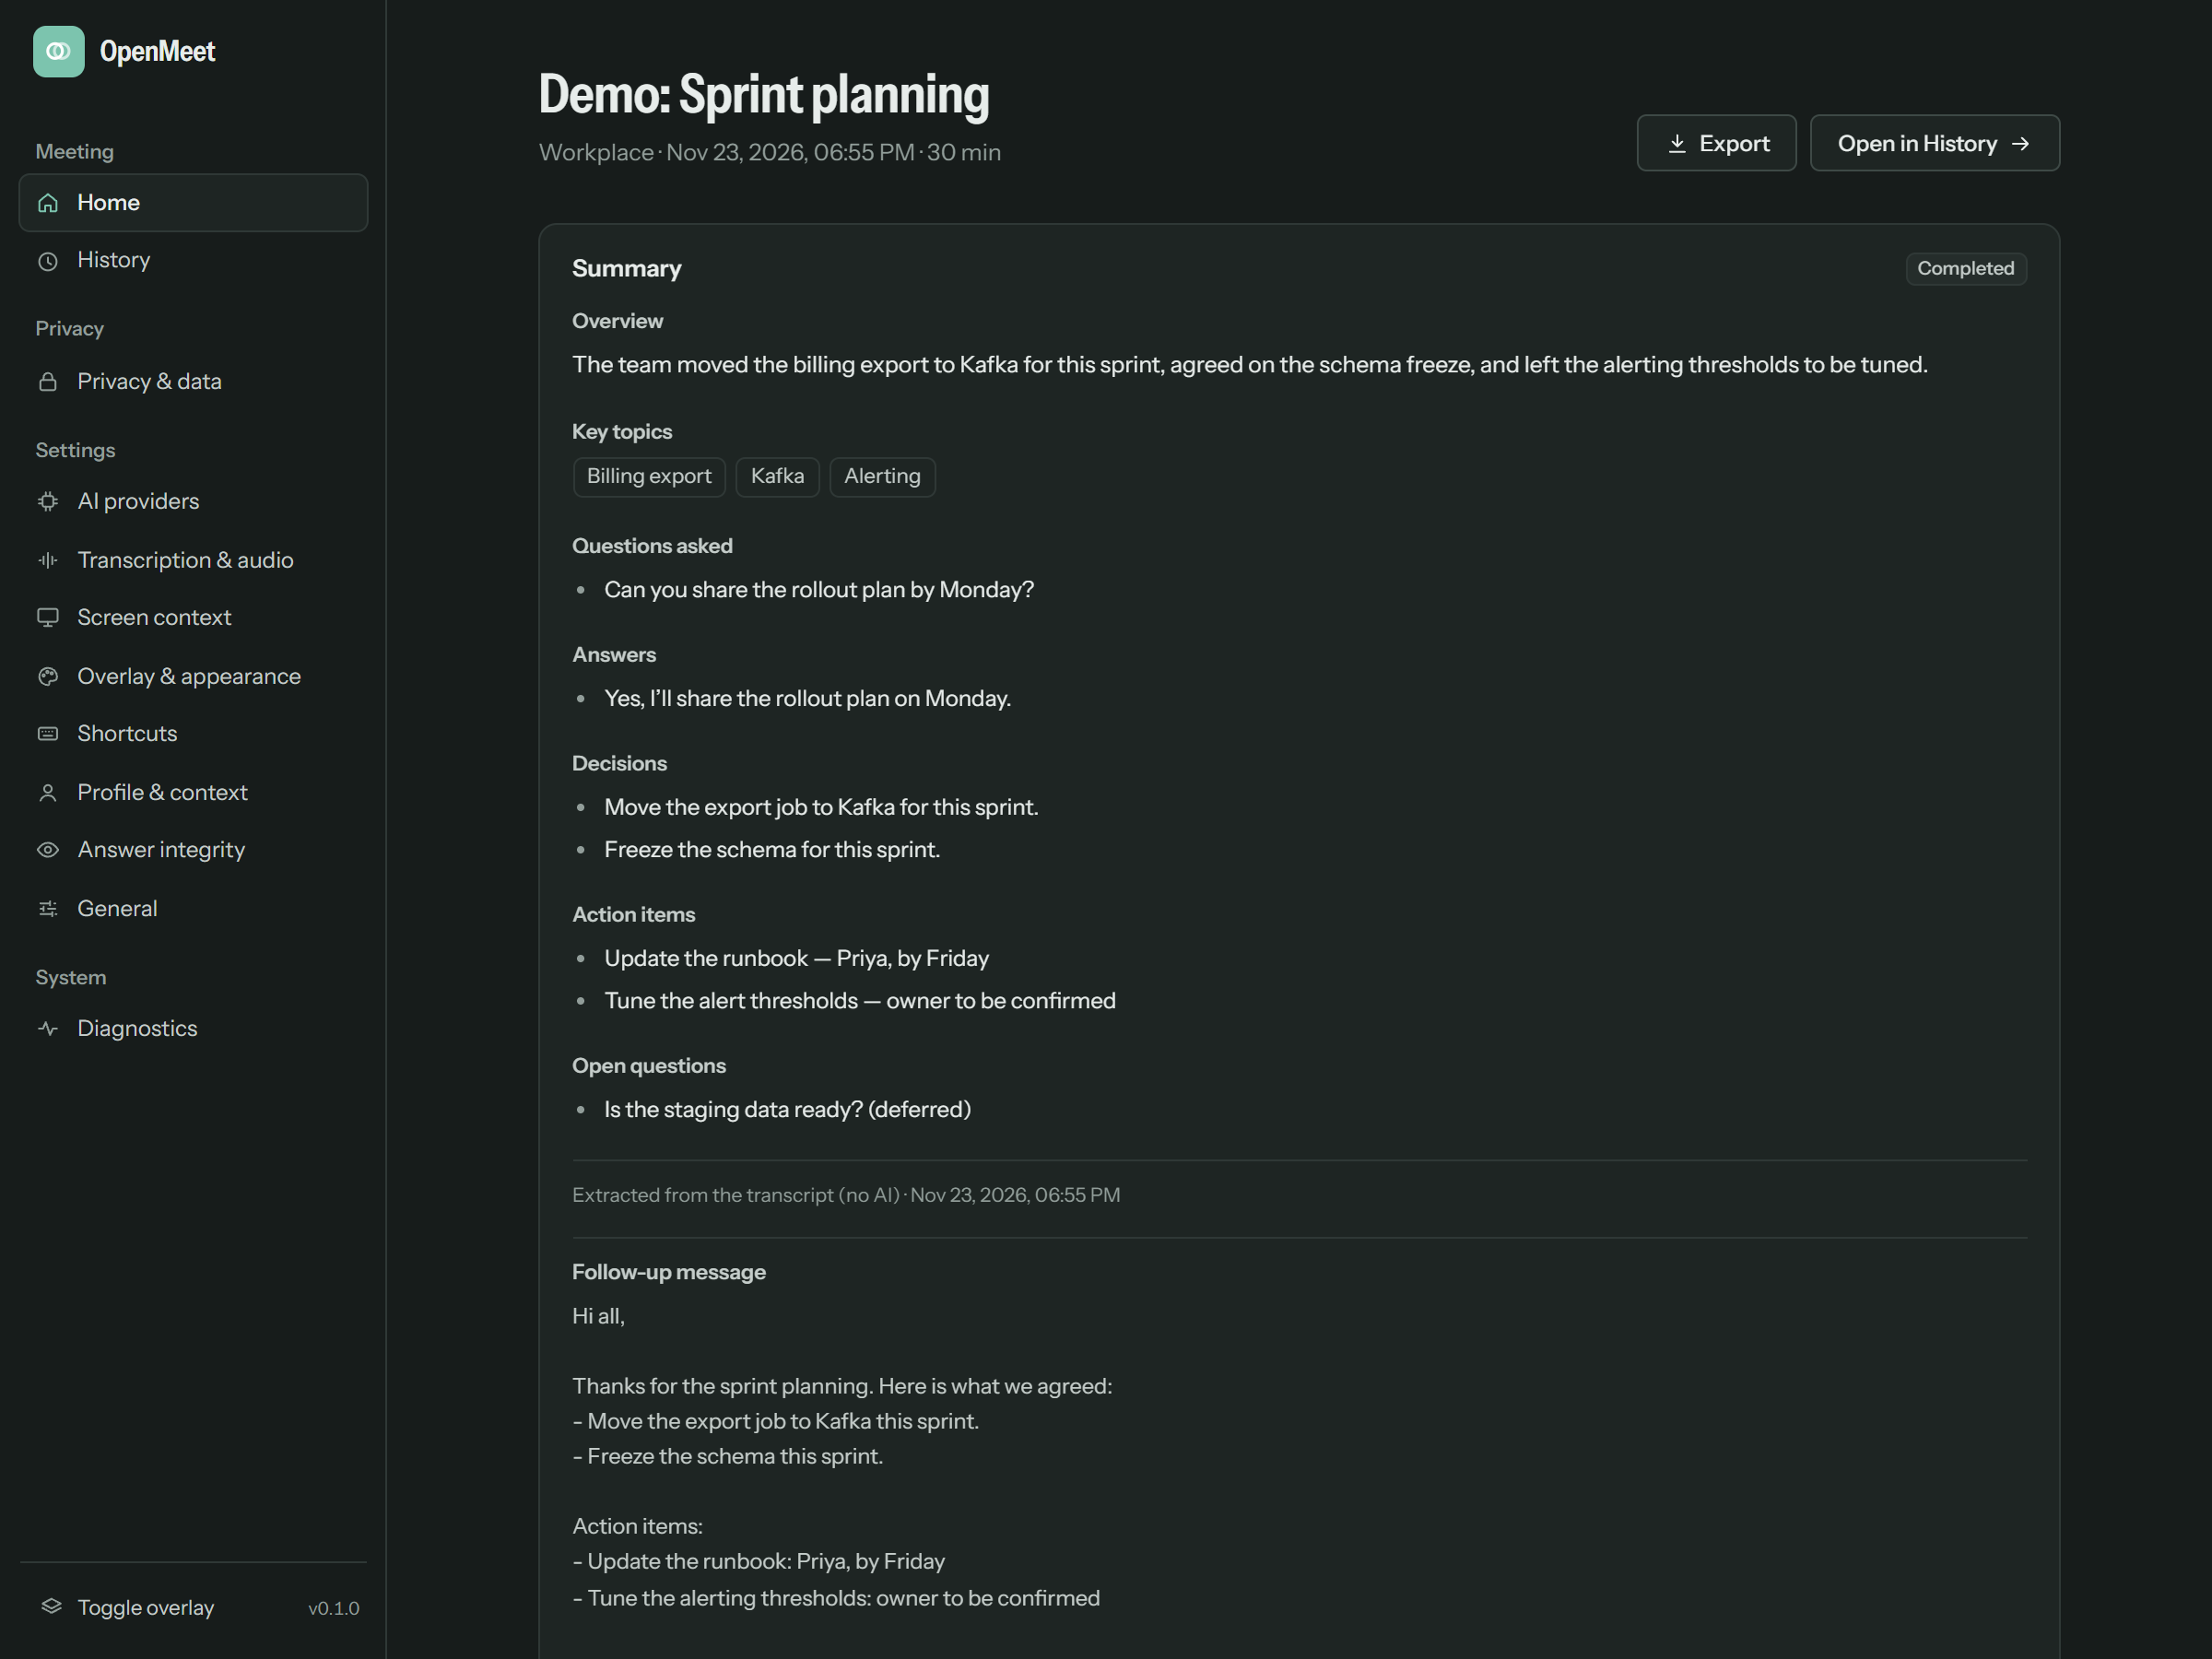 OpenMeet
Meeting
Home
History
Privacy
Privacy & data
Settings
AI providers
Transcription & audio
Screen context
Overlay & appearance
Shortcuts
Profile & context
Answer integrity
General
System
Diagnostics
Toggle overlay
v0.1.0
Demo: Sprint planning
Workplace · Nov 23, 2026, 06:55 PM · 30 min
Export
Open in History →
Summary
Completed
Overview
The team moved the billing export to Kafka for this sprint, agreed on the schema freeze, and left the alerting thresholds to be tuned.
Key topics
Billing export
Kafka
Alerting
Questions asked
• Can you share the rollout plan by Monday?
Answers
• Yes, I’ll share the rollout plan on Monday.
Decisions
• Move the export job to Kafka for this sprint.
• Freeze the schema for this sprint.
Action items
• Update the runbook — Priya, by Friday
• Tune the alert thresholds — owner to be confirmed
Open questions
• Is the staging data ready? (deferred)
Extracted from the transcript (no AI) · Nov 23, 2026, 06:55 PM
Follow-up message
Hi all,
Thanks for the sprint planning. Here is what we agreed:
- Move the export job to Kafka this sprint.
- Freeze the schema this sprint.
Action items:
- Update the runbook: Priya, by Friday
- Tune the alerting thresholds: owner to be confirmed